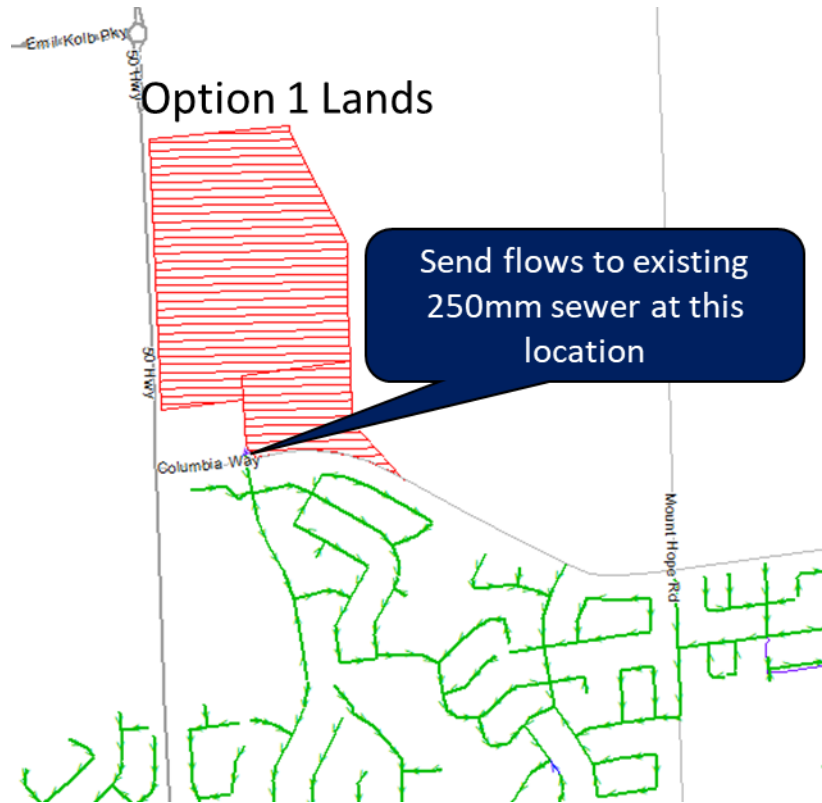 Emil Kolb Pky
50 Hwy
Option 1 Lands
Send flows to existing
250mm sewer at this
location
50 Hwy
Columbia Way
Mount Hope Rd